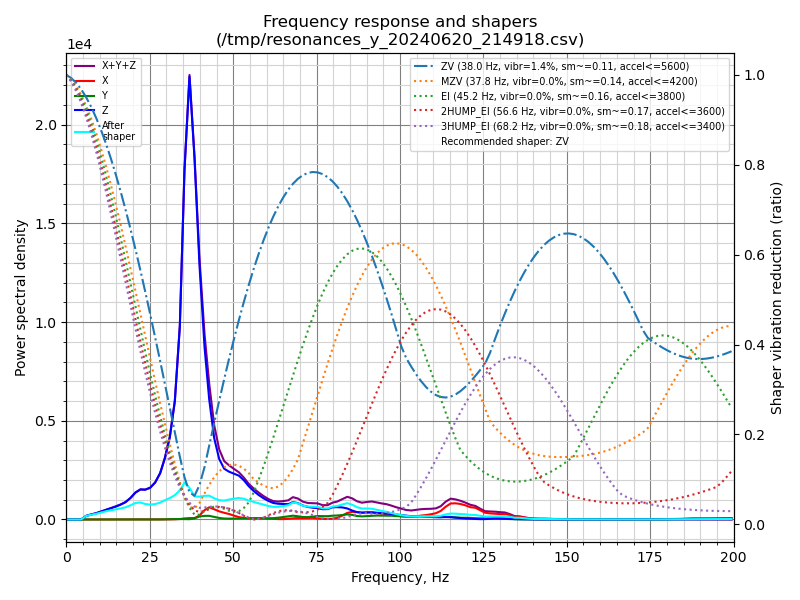 Frequency response and shapers
(/tmp/resonances_y_20240620_214918.csv)
1e4
X+Y+Z
X
Y
Z
After
shaper
ZV (38.0 Hz, vibr=1.4%, sm~=0.11, accel<=5600)
MZV (37.8 Hz, vibr=0.0%, sm~=0.14, accel<=4200)
EI (45.2 Hz, vibr=0.0%, sm~=0.16, accel<=3800)
2HUMP_EI (56.6 Hz, vibr=0.0%, sm~=0.17, accel<=3600)
3HUMP_EI (68.2 Hz, vibr=0.0%, sm~=0.18, accel<=3400)
Recommended shaper: ZV
Power spectral density
2.0
1.5
1.0
0.5
0.0
1.0
0.8
0.6
0.4
0.2
0.0
Shaper vibration reduction (ratio)
0 25 50 75 100 125 150 175 200
Frequency, Hz